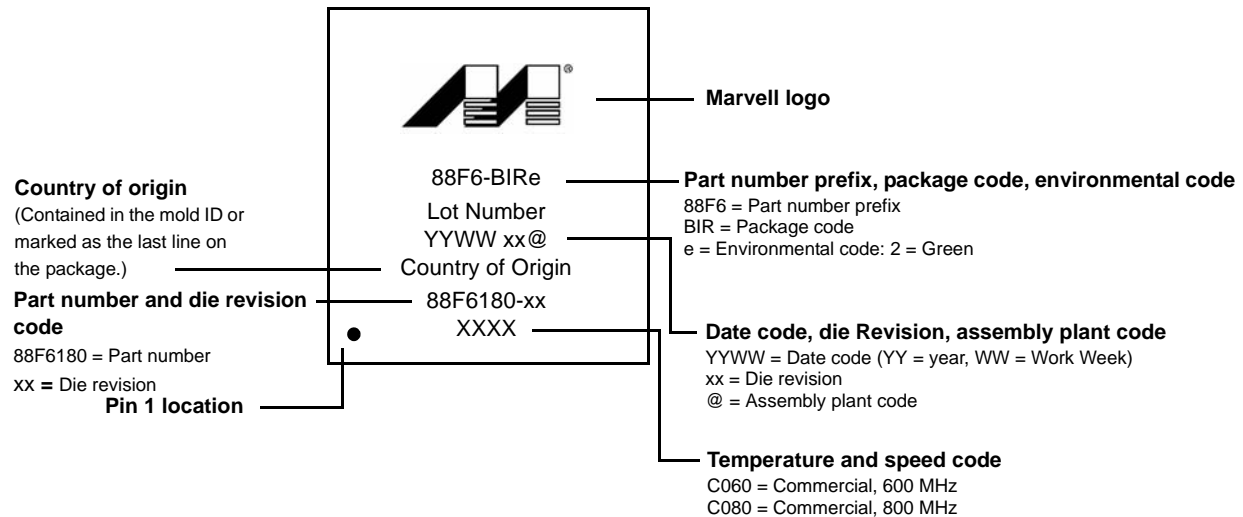 ®
Marvell logo
88F6-BIRe
Lot Number
YYWW xx@
Country of Origin
88F6180-xx
XXXX
Country of origin
(Contained in the mold ID or
marked as the last line on
the package.)
Part number and die revision
code
88F6180 = Part number
xx = Die revision
Pin 1 location
Part number prefix, package code, environmental code
88F6 = Part number prefix
BIR = Package code
e = Environmental code: 2 = Green
Date code, die Revision, assembly plant code
YYWW = Date code (YY = year, WW = Work Week)
xx = Die revision
@ = Assembly plant code
Temperature and speed code
C060 = Commercial, 600 MHz
C080 = Commercial, 800 MHz